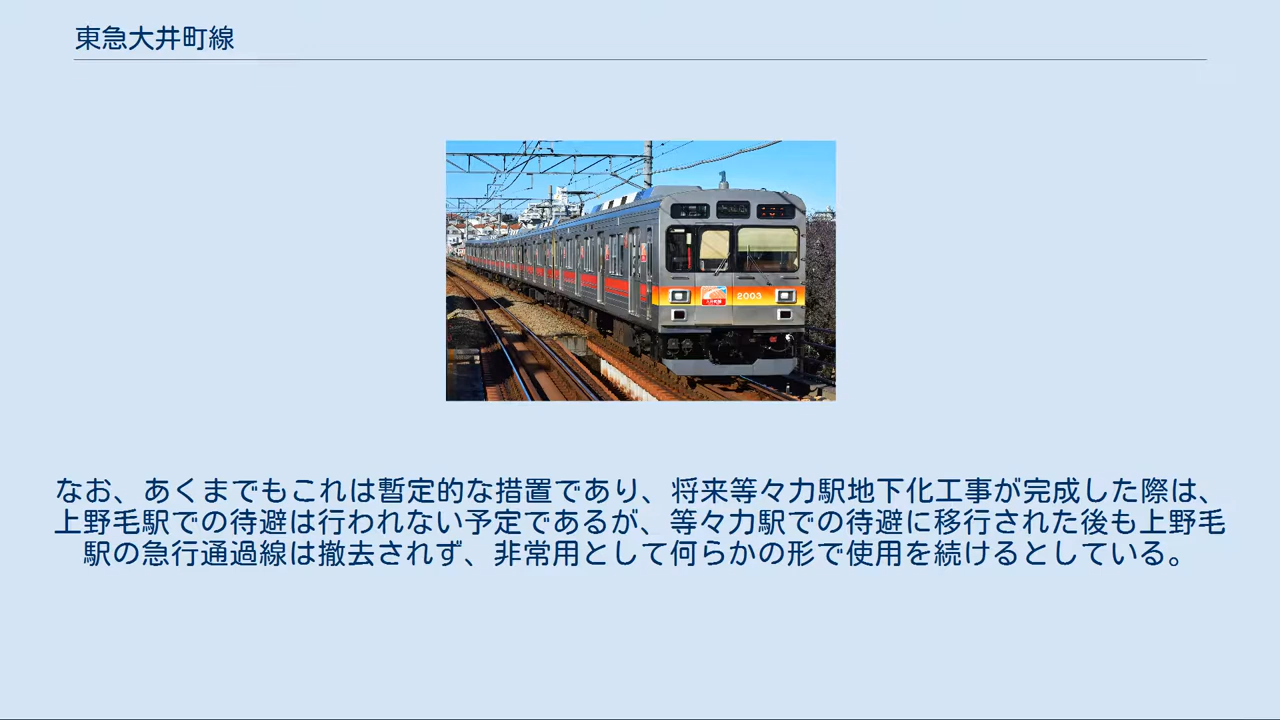 東急大井町線
2003
なお、あくまでもこれは暫定的な措置であり、将来等々力駅地下化工事が完成した際は、
上野毛駅での待避は行われない予定であるが、等々力駅での待避に移行された後も上野毛
駅の急行通過線は撤去されず、非常用として何らかの形で使用を続けるとしている。